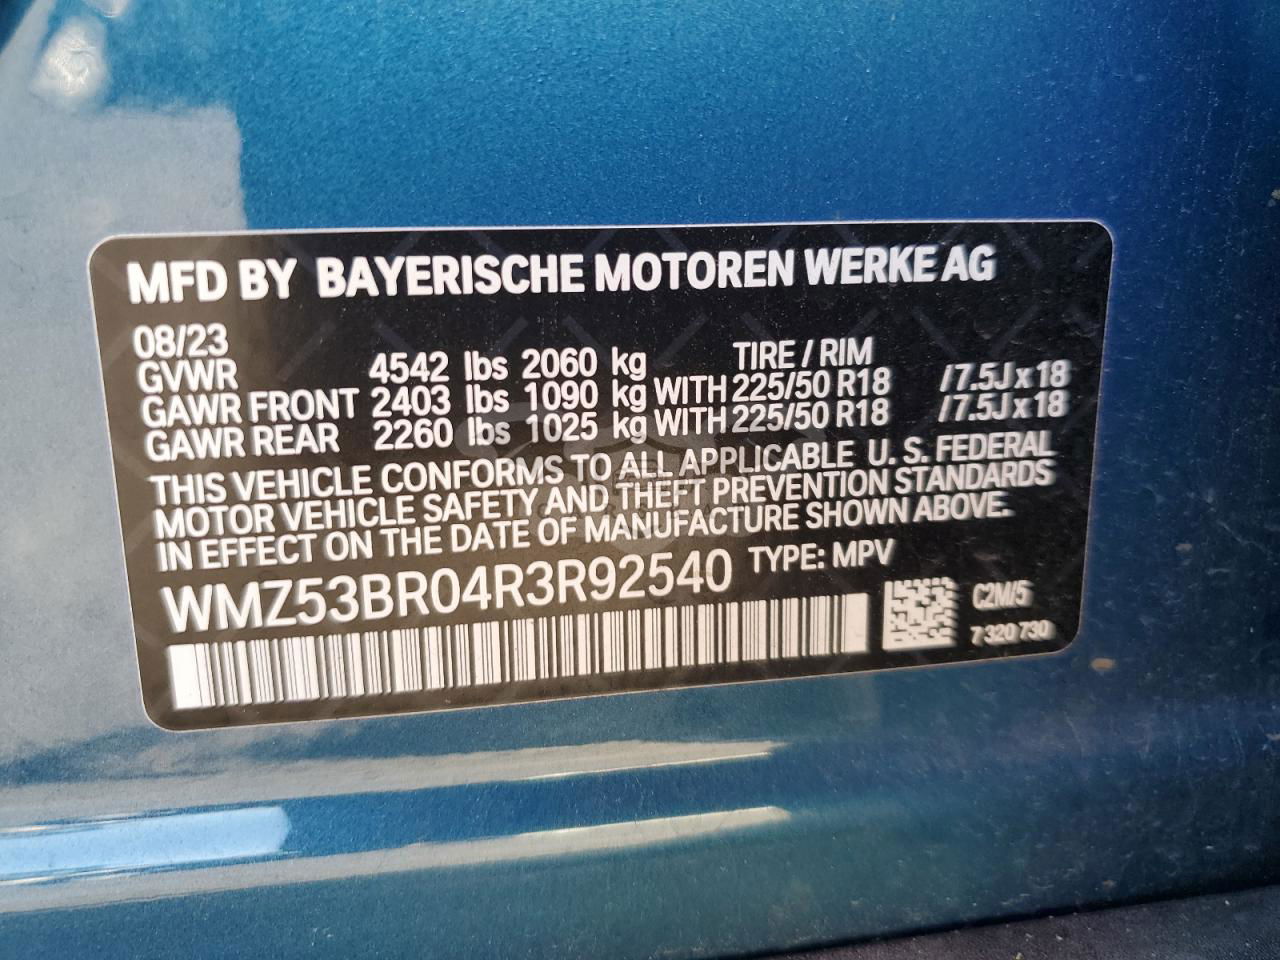 MFD BY BAYERISCHE MOTOREN WERKE AG
08/23 TIRE / RIM
GVWR 4542 lbs 2060 kg
GAWR FRONT 2403 lbs 1090 kg WITH 225/50 R18 / 7.5J x 18
GAWR REAR 2260 lbs 1025 kg WITH 225/50 R18 / 7.5J x 18
THIS VEHICLE CONFORMS TO ALL APPLICABLE U. S. FEDERAL
MOTOR VEHICLE SAFETY AND THEFT PREVENTION STANDARDS
IN EFFECT ON THE DATE OF MANUFACTURE SHOWN ABOVE.
WMZ53BR04R3R92540 TYPE: MPV
C2M/5
7 320 730